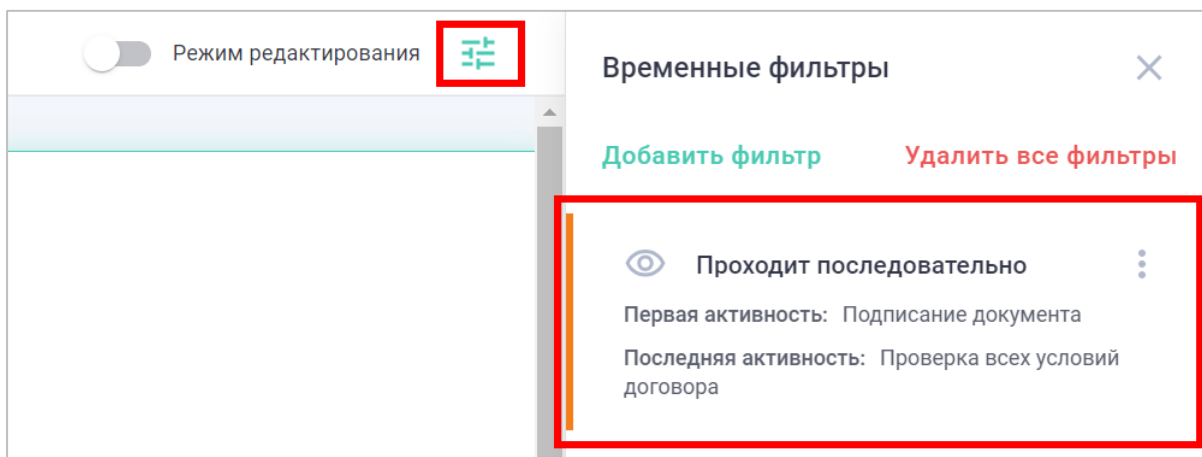 Режим редактирования
Временные фильтры
Добавить фильтр
Удалить все фильтры
Проходит последовательно
Первая активность: Подписание документа
Последняя активность: Проверка всех условий
договора